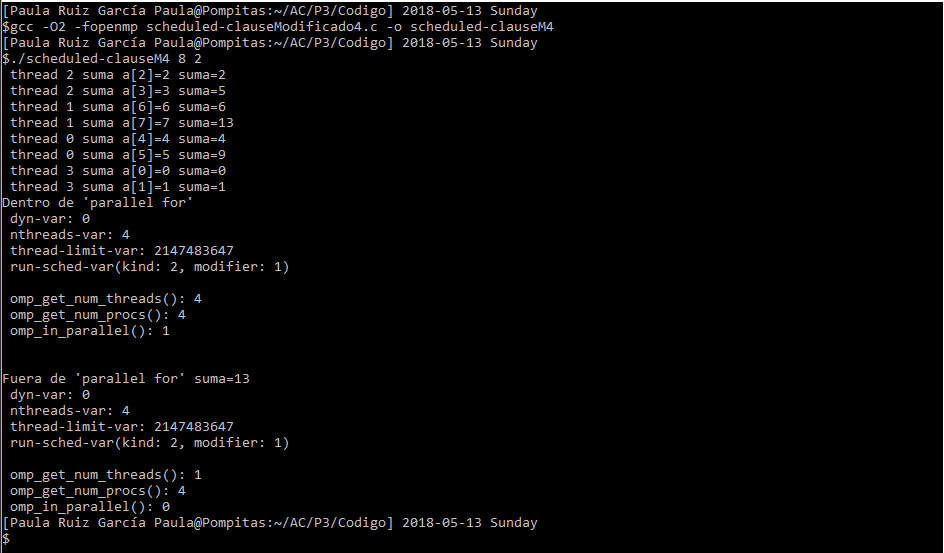 [Paula Ruiz García Paula@Pompitas:~/AC/P3/Codigo] 2018-05-13 Sunday
$gcc -O2 -fopenmp scheduled-clauseModificado4.c -o scheduled-clauseM4
[Paula Ruiz García Paula@Pompitas:~/AC/P3/Codigo] 2018-05-13 Sunday
$./scheduled-clauseM4 8 2
thread 2 suma a[2]=2 suma=2
thread 2 suma a[3]=3 suma=5
thread 1 suma a[6]=6 suma=6
thread 1 suma a[7]=7 suma=13
thread 0 suma a[4]=4 suma=4
thread 0 suma a[5]=5 suma=9
thread 3 suma a[0]=0 suma=0
thread 3 suma a[1]=1 suma=1
Dentro de 'parallel for'
dyn-var: 0
nthreads-var: 4
thread-limit-var: 2147483647
run-sched-var(kind: 2, modifier: 1)
omp_get_num_threads(): 4
omp_get_num_procs(): 4
omp_in_parallel(): 1
Fuera de 'parallel for' suma=13
dyn-var: 0
nthreads-var: 4
thread-limit-var: 2147483647
run-sched-var(kind: 2, modifier: 1)
omp_get_num_threads(): 1
omp_get_num_procs(): 4
omp_in_parallel(): 0
[Paula Ruiz García Paula@Pompitas:~/AC/P3/Codigo] 2018-05-13 Sunday
$